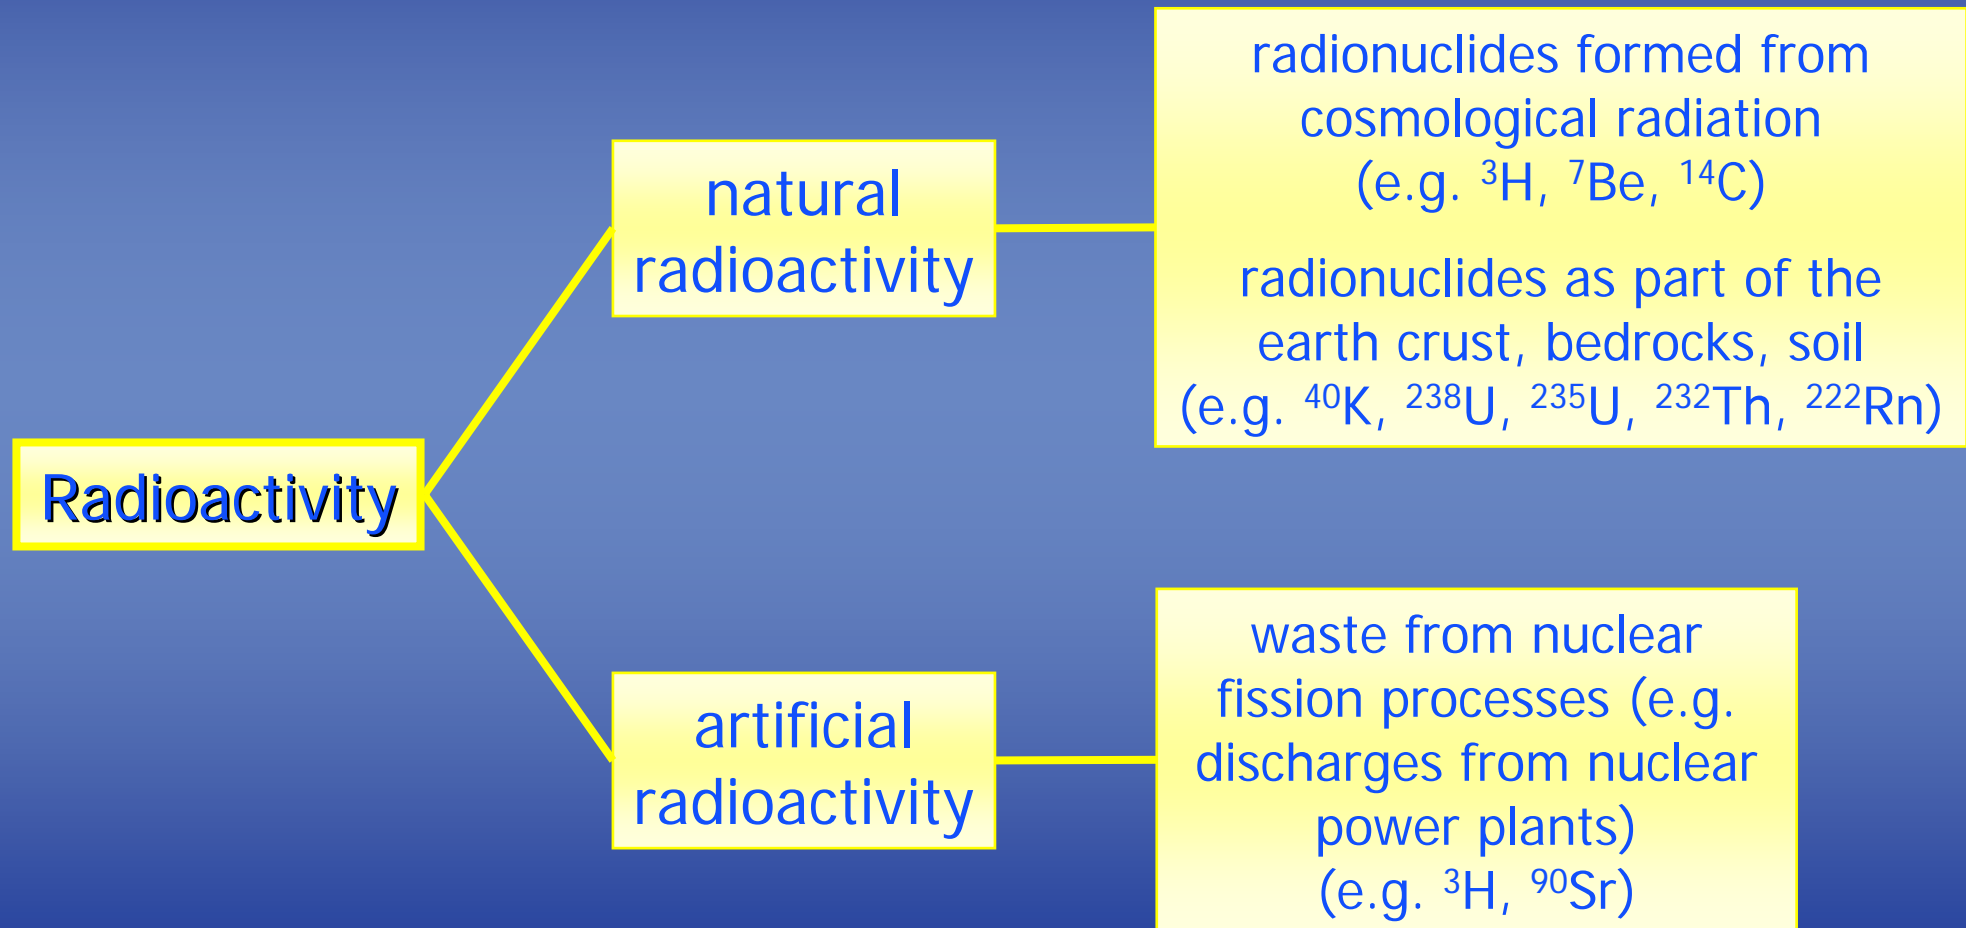 radionuclides formed from
cosmological radiation
(e.g. ³H, ⁷Be, ¹⁴C)
natural
radioactivity
radionuclides as part of the
earth crust, bedrocks, soil
(e.g. ⁴⁰K, ²³⁸U, ²³⁵U, ²³²Th, ²²²Rn)
Radioactivity
waste from nuclear
fission processes (e.g.
discharges from nuclear
power plants)
(e.g. ³H, ⁹⁰Sr)
artificial
radioactivity